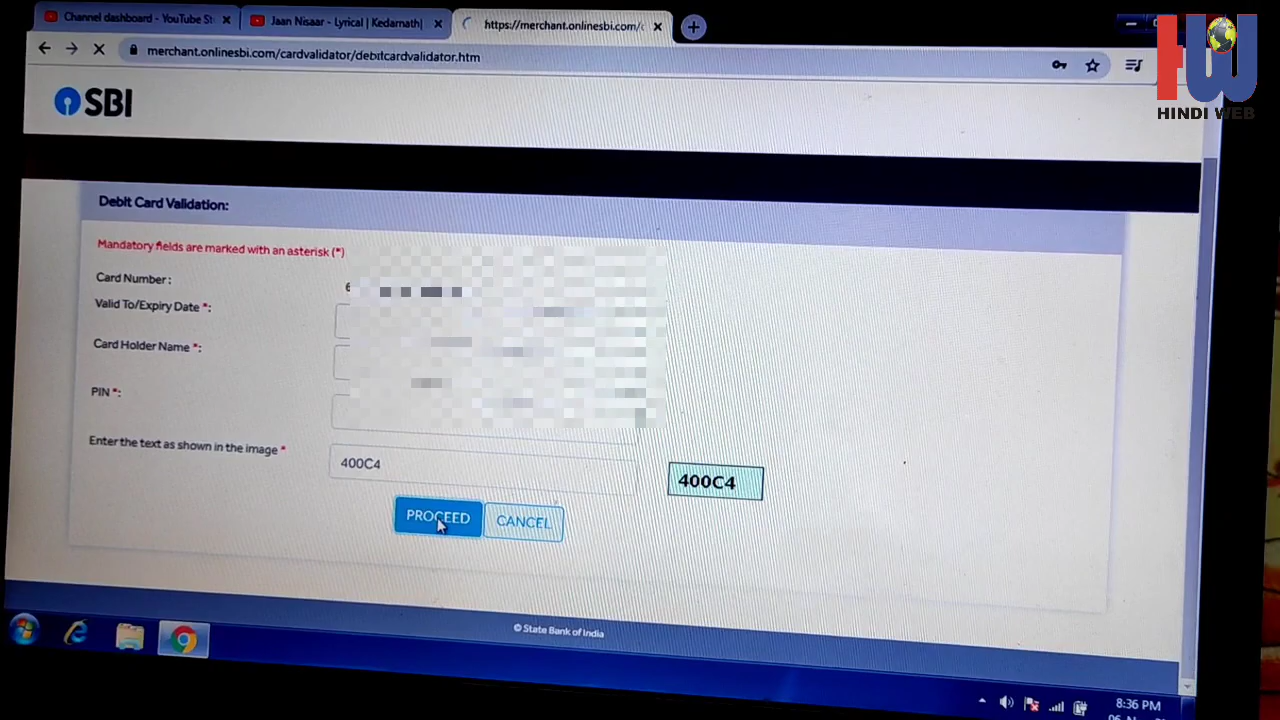 Channel dashboard - YouTube St
Jaan Nisaar - Lyrical | Kedarnath|
https://merchant.onlinesbi.com/c
merchant.onlinesbi.com/cardvalidator/debitcardvalidator.htm
HINDI WEB
SBI
Debit Card Validation:
Mandatory fields are marked with an asterisk (*)
Card Number : 6
Valid To/Expiry Date *:
Card Holder Name *:
PIN *:
Enter the text as shown in the image *
400C4
400C4
PROCEED CANCEL
© State Bank of India
8:36 PM